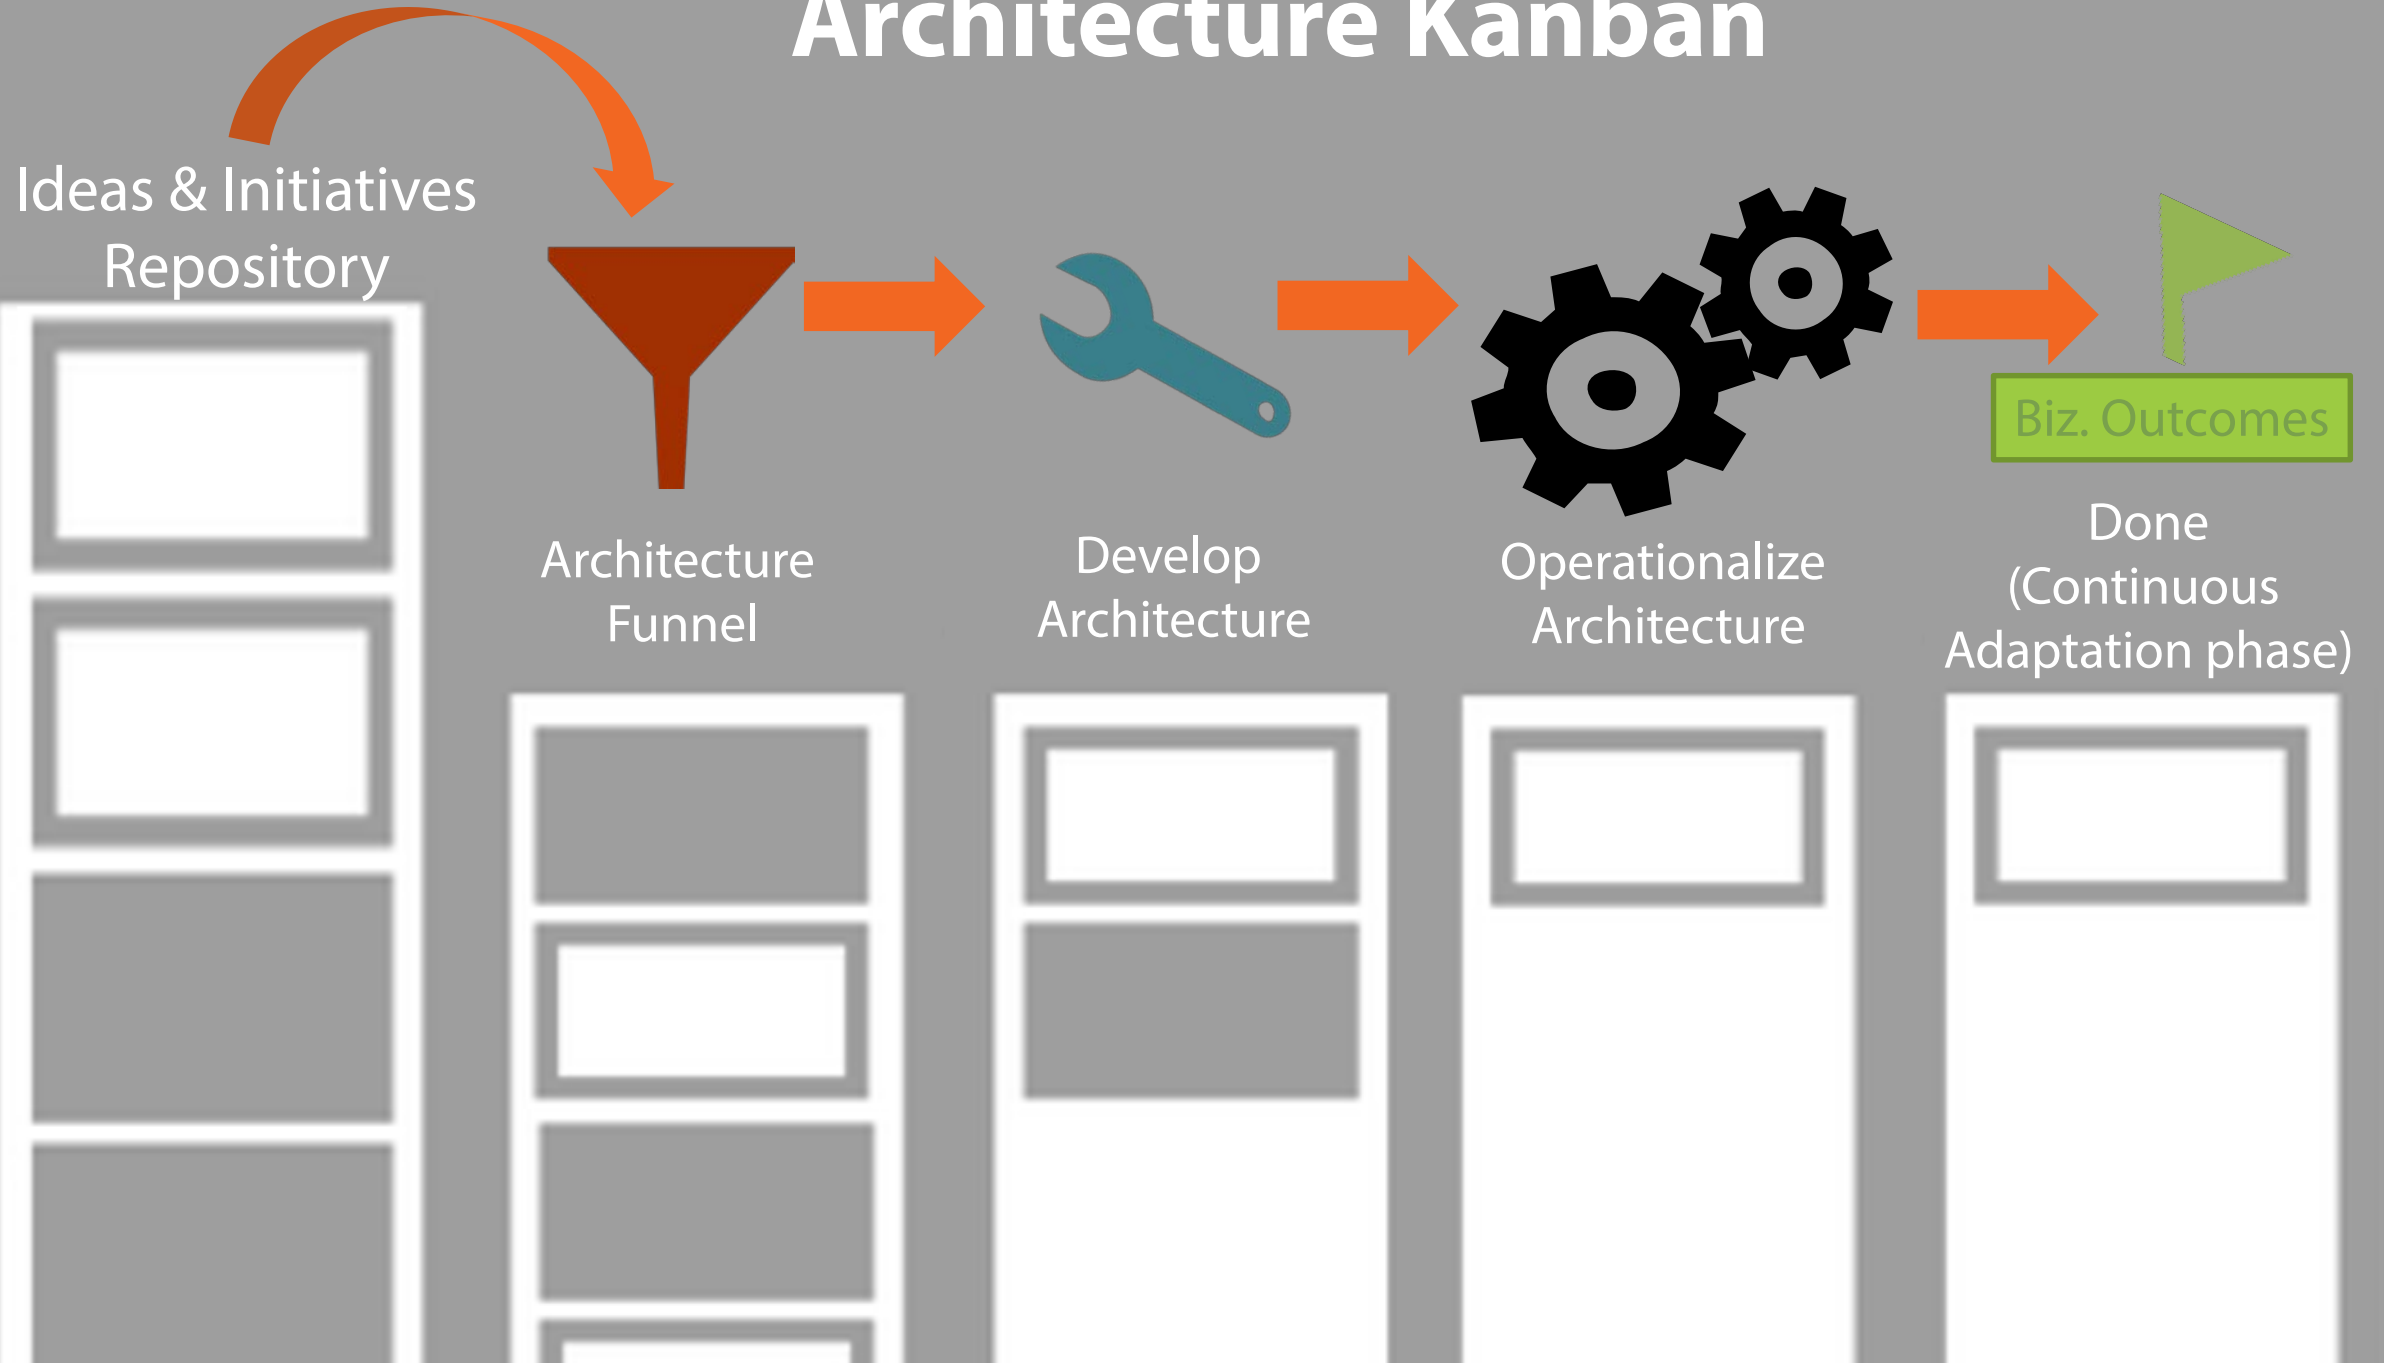 Architecture Kanban
Ideas & Initiatives
Repository
Biz. Outcomes
Architecture
Funnel
Develop
Architecture
Operationalize
Architecture
Done
(Continuous
Adaptation phase)